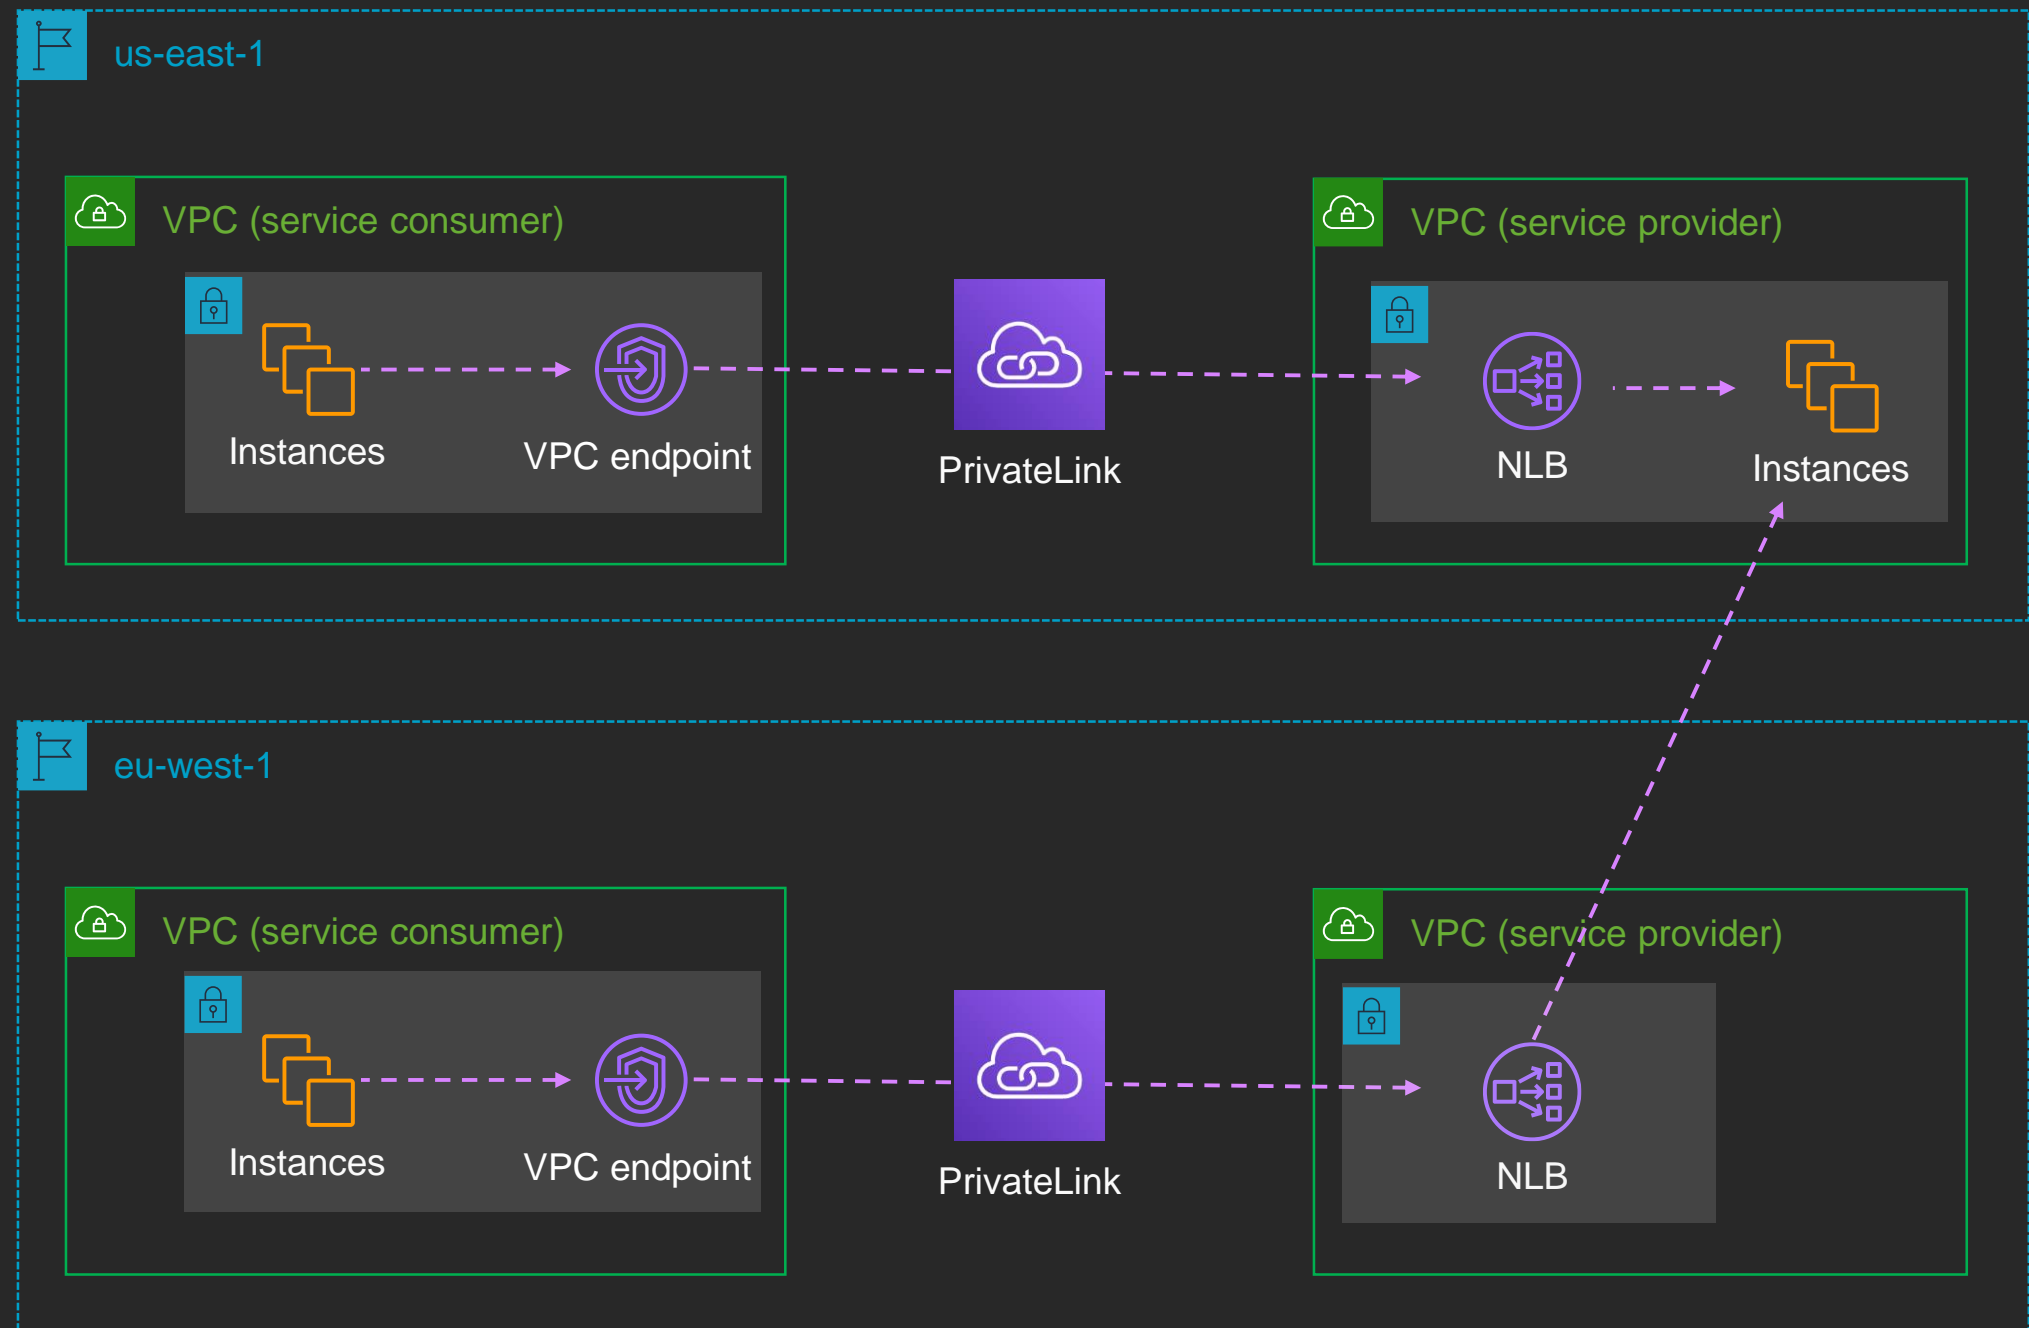 us-east-1
VPC (service consumer)
VPC (service provider)
Instances
VPC endpoint
PrivateLink
NLB
Instances
eu-west-1
VPC (service consumer)
VPC (service provider)
Instances
VPC endpoint
PrivateLink
NLB